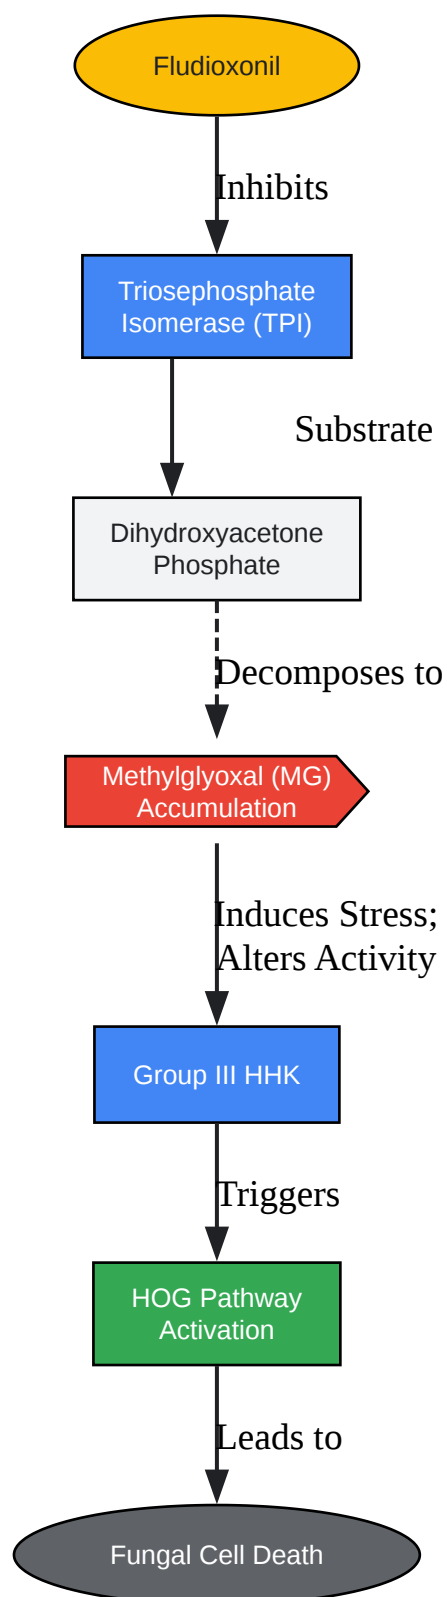 Fludioxonil
Inhibits
Triosephosphate
Isomerase (TPI)
Substrate
Dihydroxyacetone
Phosphate
Decomposes to
Methylglyoxal (MG)
Accumulation
Induces Stress;
Alters Activity
Group III HHK
Triggers
HOG Pathway
Activation
Leads to
Fungal Cell Death